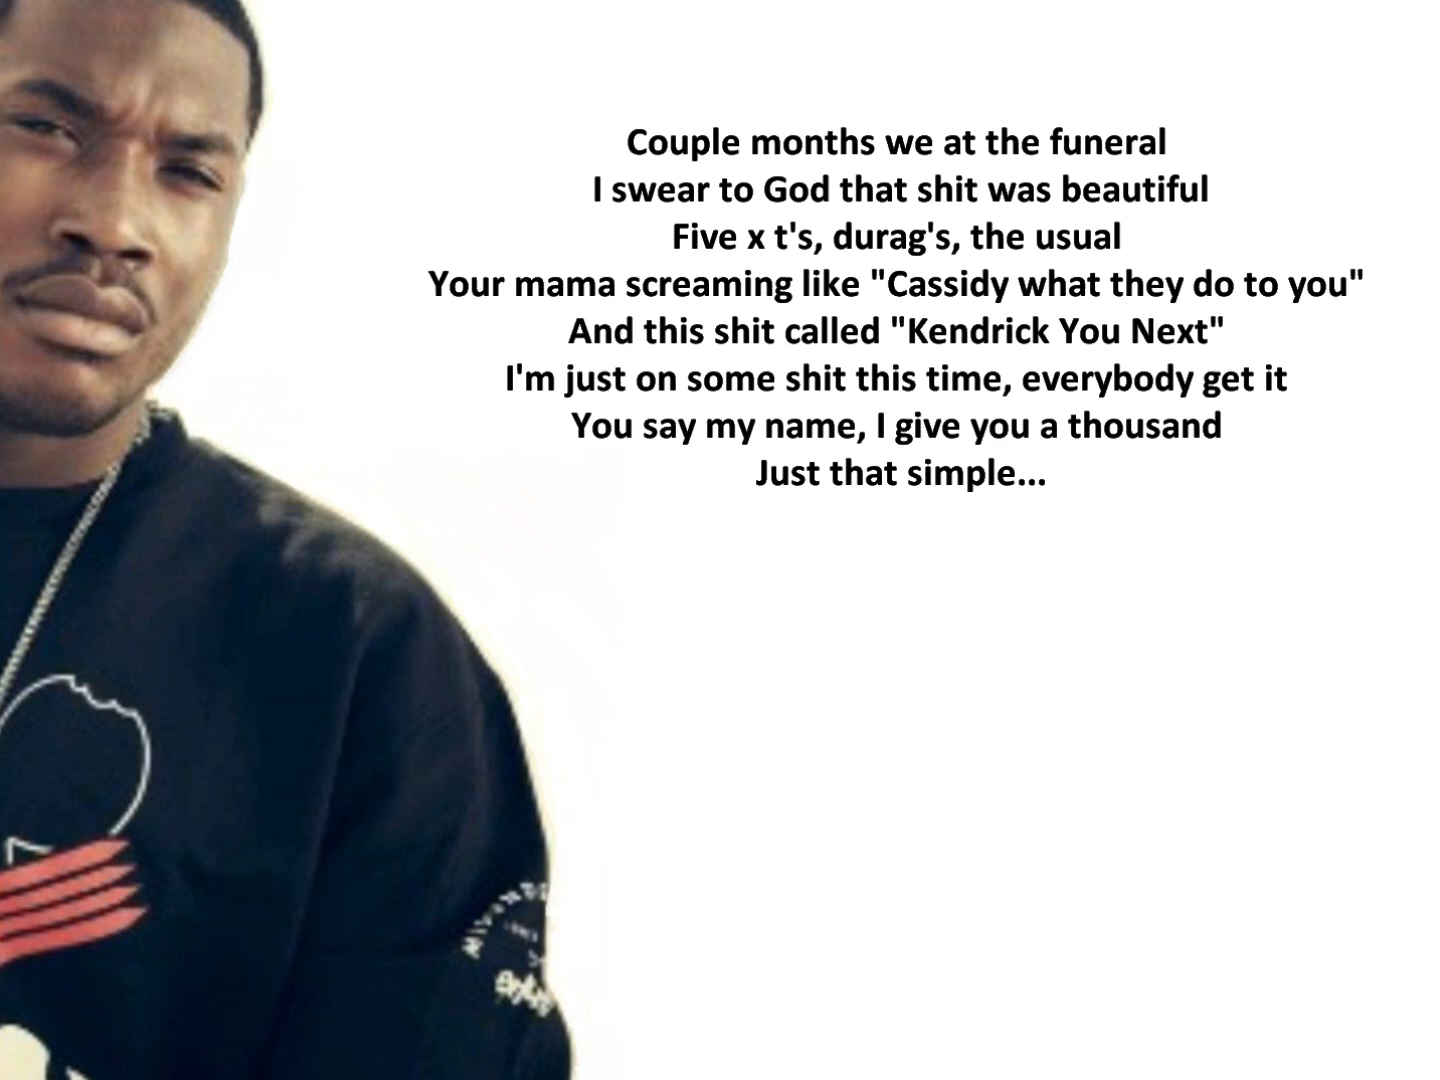 Couple months we at the funeral
I swear to God that shit was beautiful
Five x t's, durag's, the usual
Your mama screaming like "Cassidy what they do to you"
And this shit called "Kendrick You Next"
I'm just on some shit this time, everybody get it
You say my name, I give you a thousand
Just that simple...